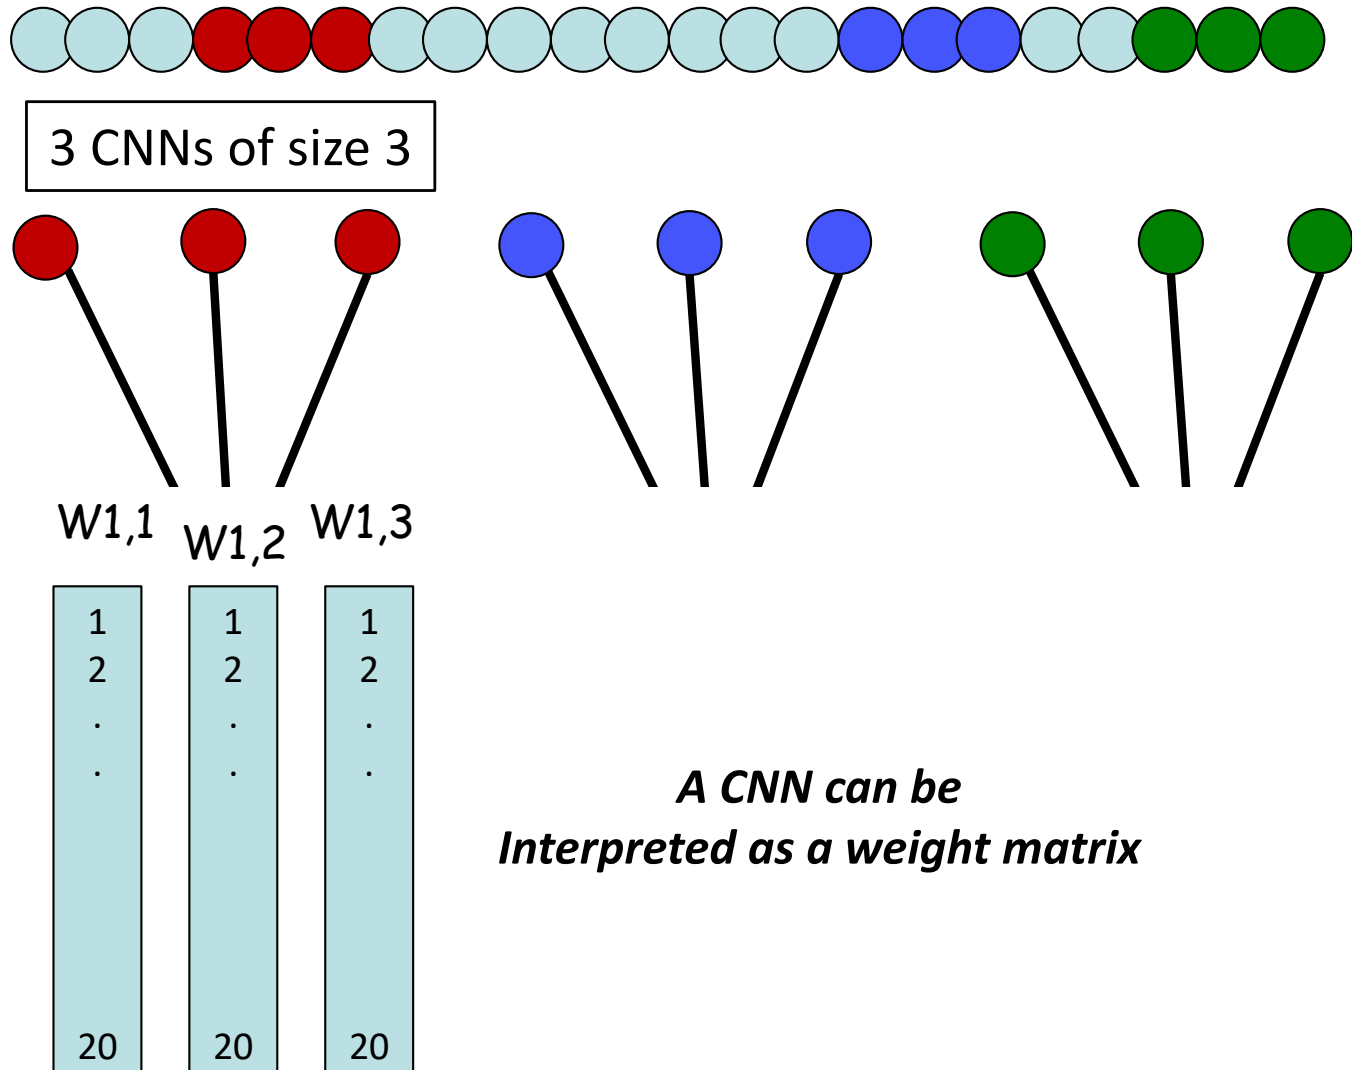 3 CNNs of size 3
W1,1 W1,2 W1,3
1 1 1
2 2 2
. . .
. . .
20 20 20
A CNN can be
Interpreted as a weight matrix